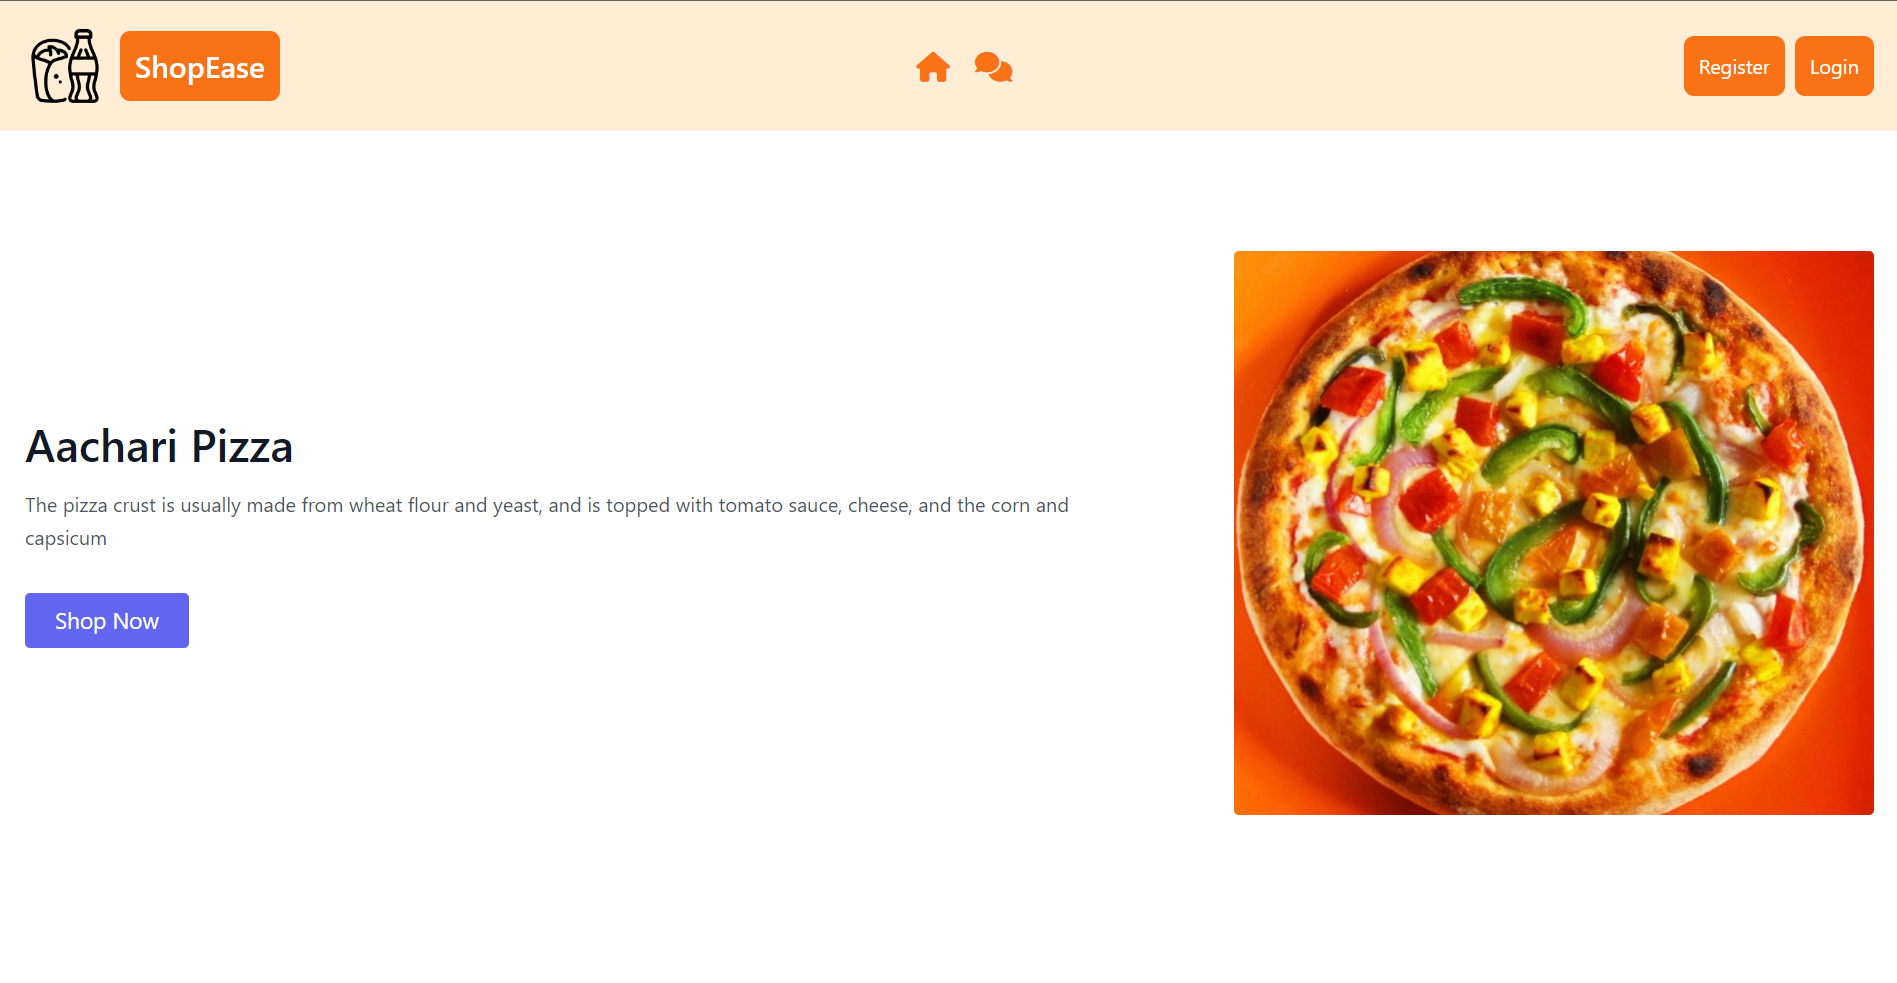 ShopEase
Register
Login
Aachari Pizza
The pizza crust is usually made from wheat flour and yeast, and is topped with tomato sauce, cheese, and the corn and
capsicum
Shop Now